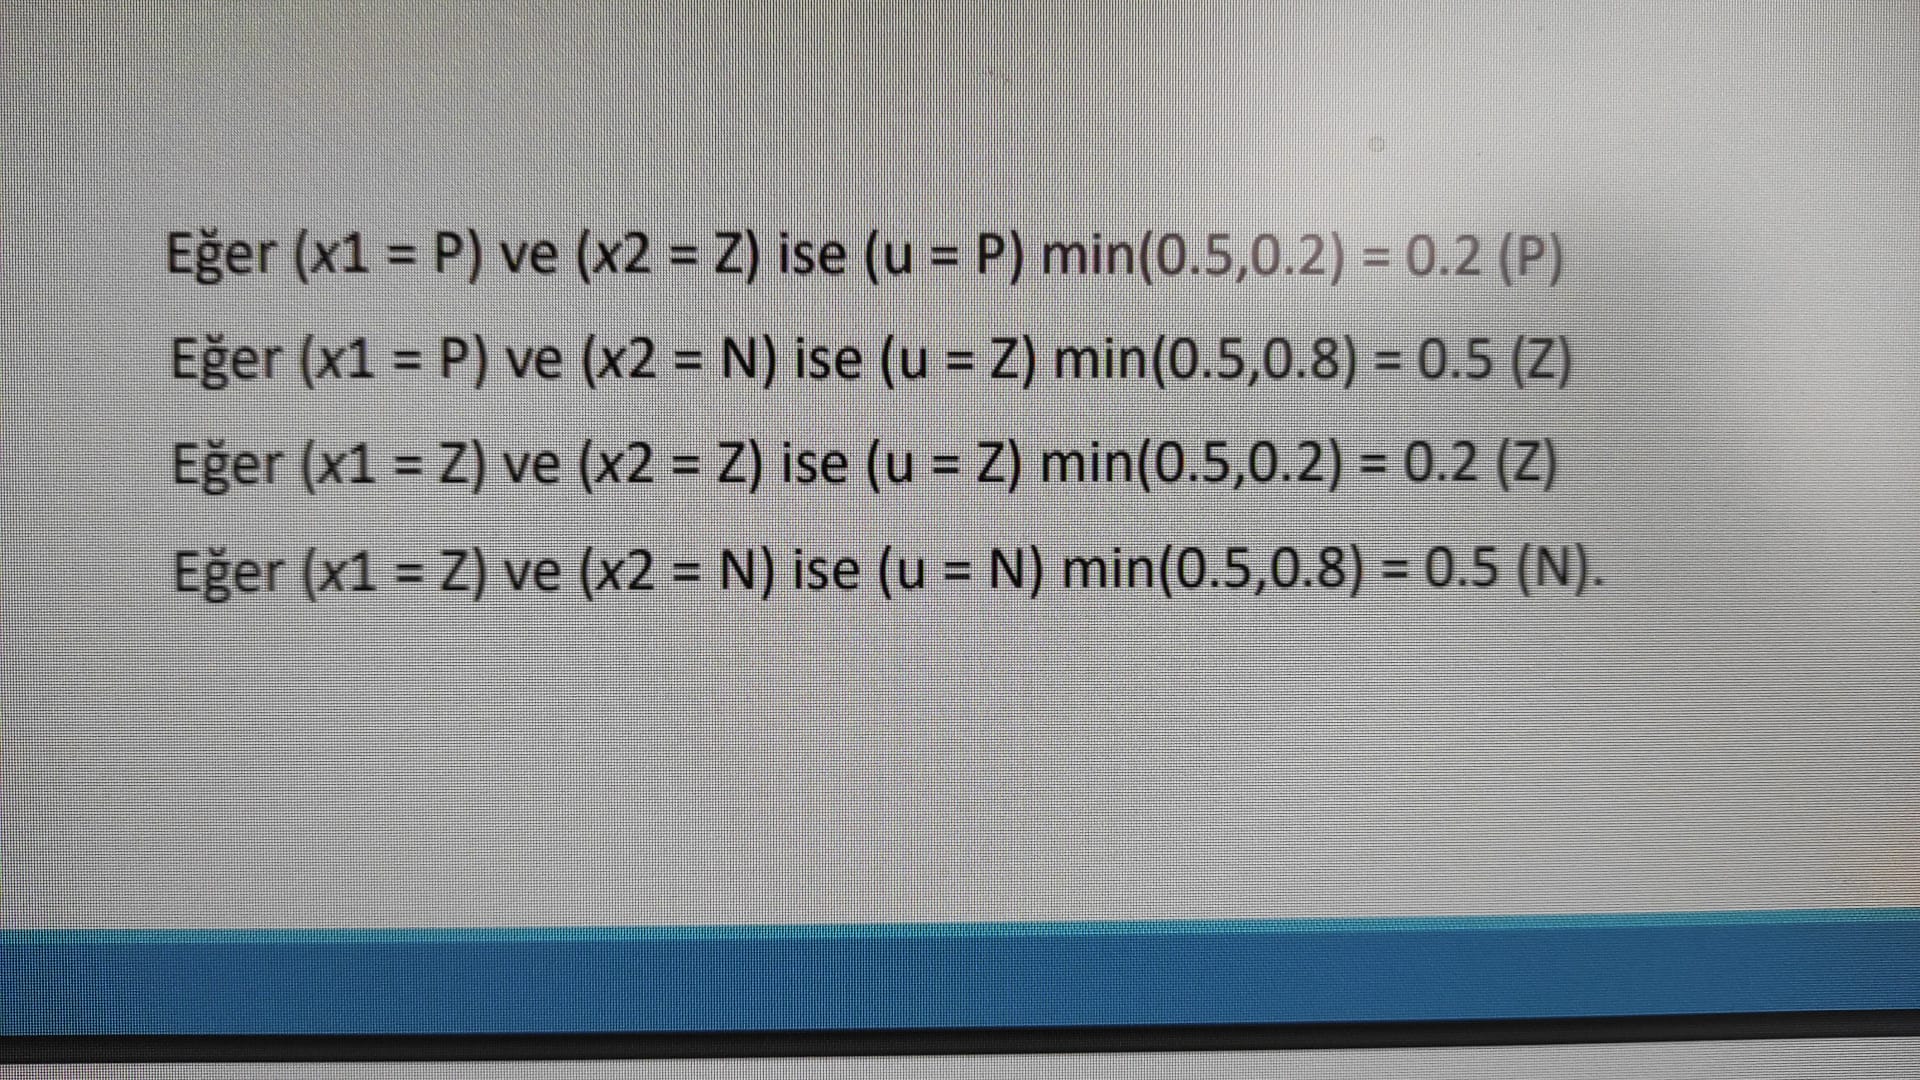 Eğer (x1 = P) ve (x2 = Z) ise (u = P) min(0.5,0.2) = 0.2 (P)
Eğer (x1 = P) ve (x2 = N) ise (u = Z) min(0.5,0.8) = 0.5 (Z)
Eğer (x1 = Z) ve (x2 = Z) ise (u = Z) min(0.5,0.2) = 0.2 (Z)
Eğer (x1 = Z) ve (x2 = N) ise (u = N) min(0.5,0.8) = 0.5 (N).